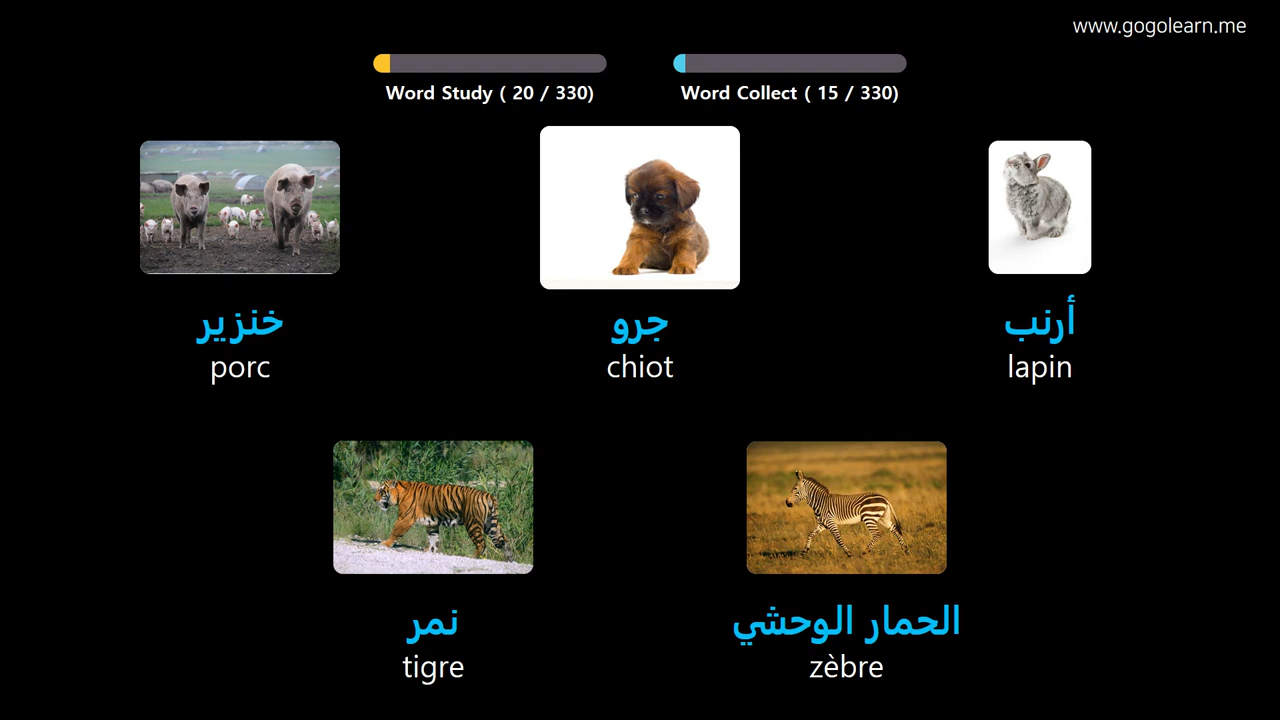 www.gogolearn.me
Word Study ( 20 / 330)
Word Collect ( 15 / 330)
خنزير
porc
جرو
chiot
أرنب
lapin
نمر
tigre
الحمار الوحشي
zèbre